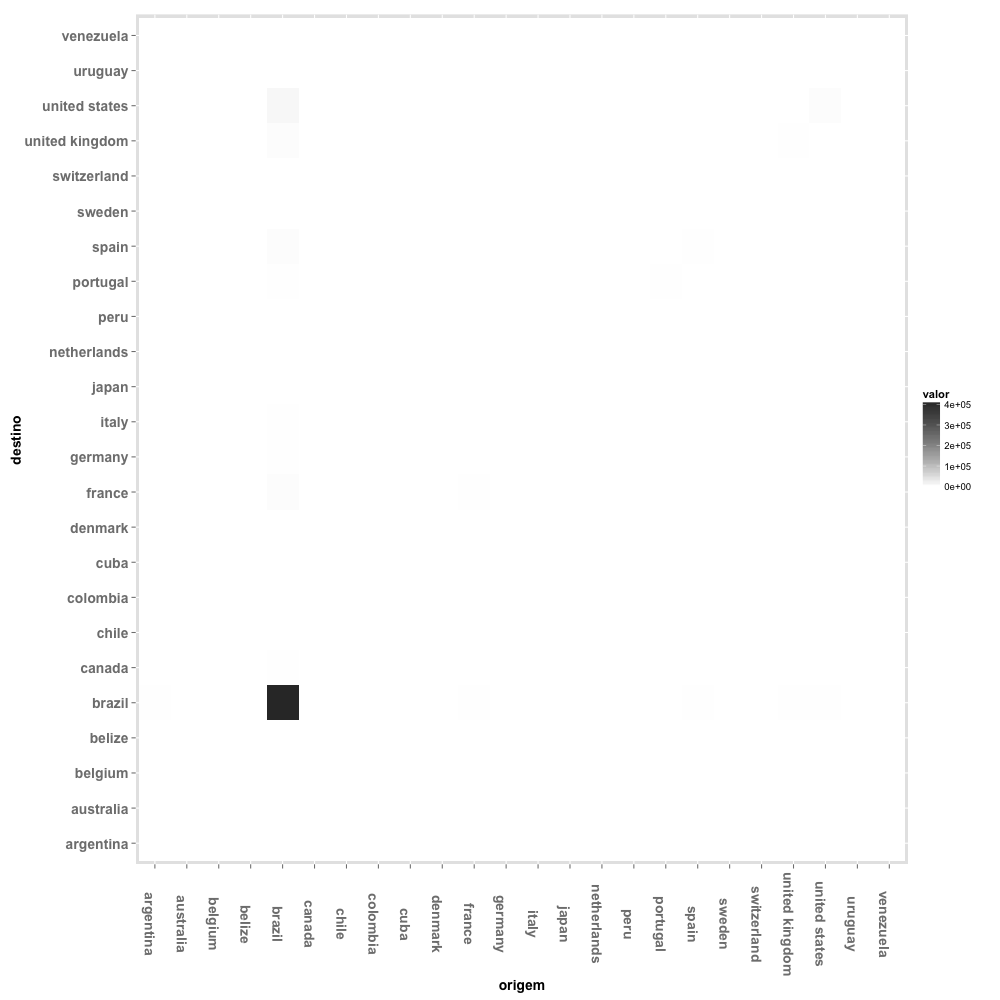 venezuela
uruguay
united states
united kingdom
switzerland
sweden
spain
portugal
peru
netherlands
japan
italy
germany
france
denmark
cuba
colombia
chile
canada
brazil
belize
belgium
australia
argentina
destino
valor
4e+05
3e+05
2e+05
1e+05
0e+00
argentina
australia
belgium
belize
brazil
canada
chile
colombia
cuba
denmark
france
germany
italy
japan
netherlands
peru
portugal
spain
sweden
switzerland
united kingdom
united states
uruguay
venezuela
origem